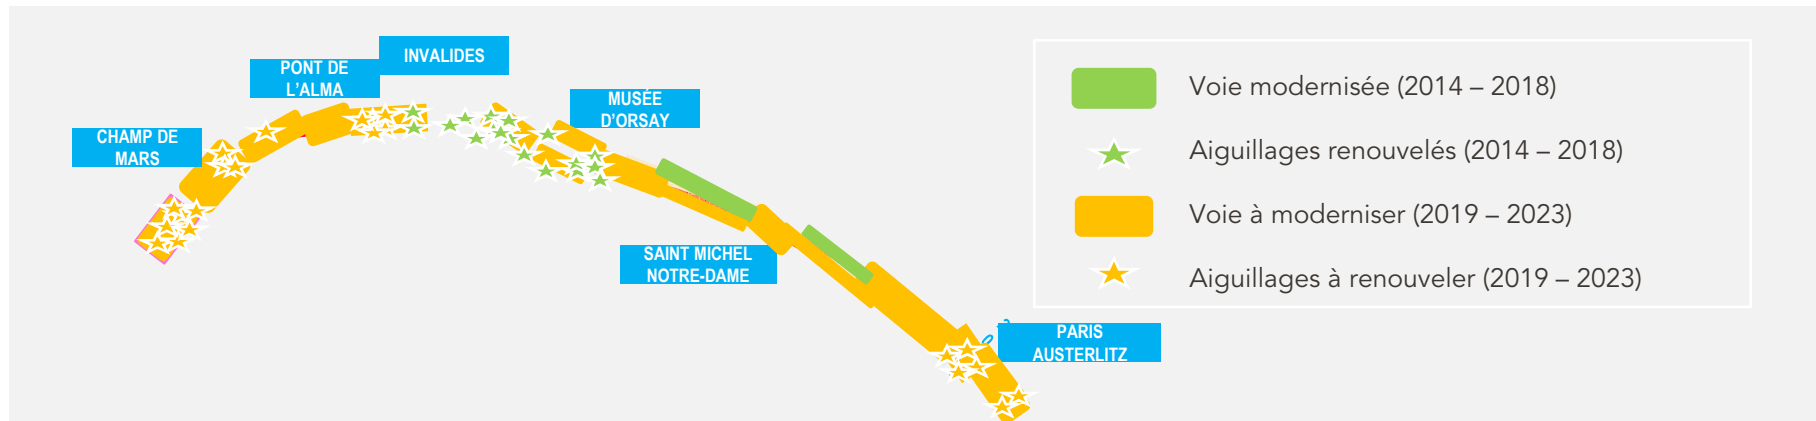 INVALIDES
PONT DE
L'ALMA
MUSÉE
D'ORSAY
CHAMP DE
MARS
SAINT MICHEL
NOTRE-DAME
PARIS
AUSTERLITZ
Voie modernisée (2014 – 2018)
Aiguillages renouvelés (2014 – 2018)
Voie à moderniser (2019 – 2023)
Aiguillages à renouveler (2019 – 2023)